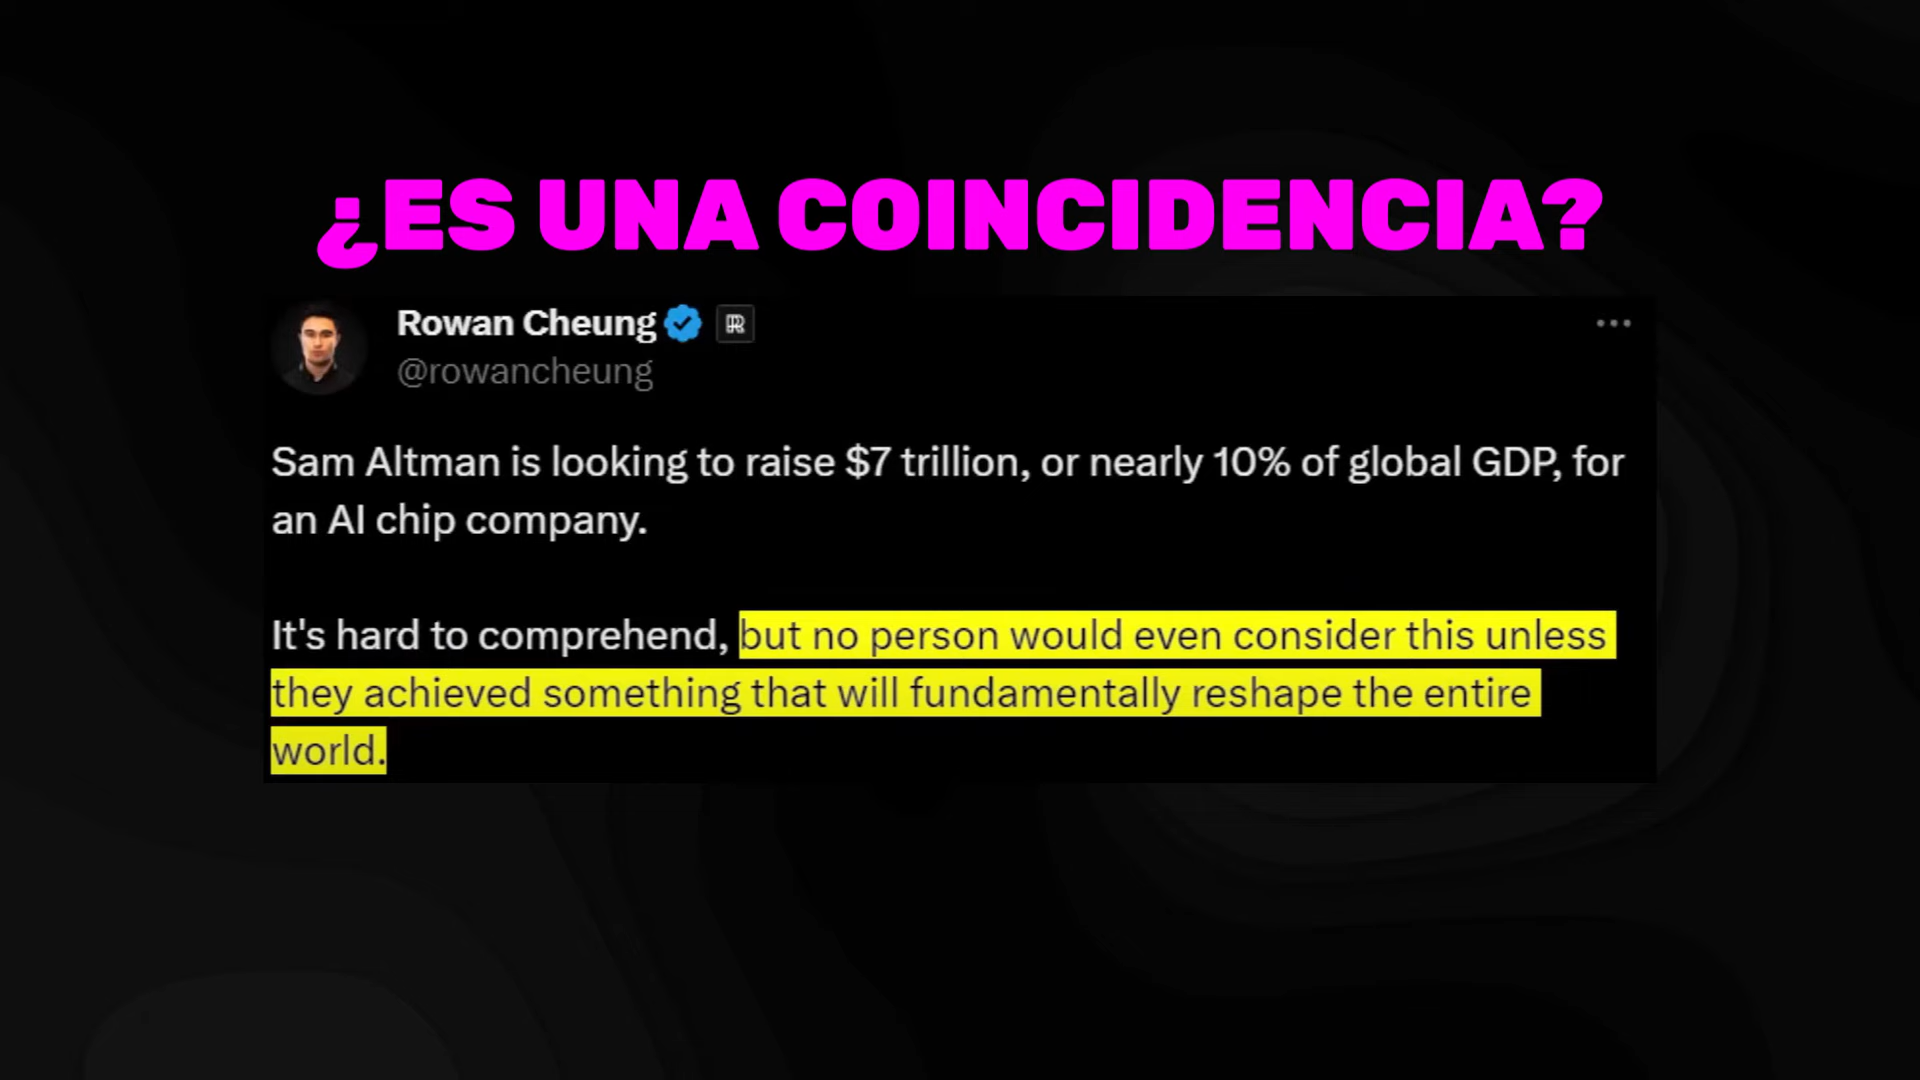 ¿ES UNA COINCIDENCIA?
Rowan Cheung
@rowancheung
Sam Altman is looking to raise $7 trillion, or nearly 10% of global GDP, for
an AI chip company.
It's hard to comprehend, but no person would even consider this unless
they achieved something that will fundamentally reshape the entire
world.